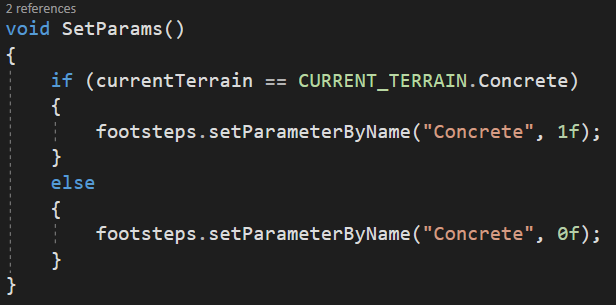 2 references
void SetParams()
{
if (currentTerrain == CURRENT_TERRAIN.Concrete)
{
footsteps.setParameterByName("Concrete", 1f);
}
else
{
footsteps.setParameterByName("Concrete", 0f);
}
}